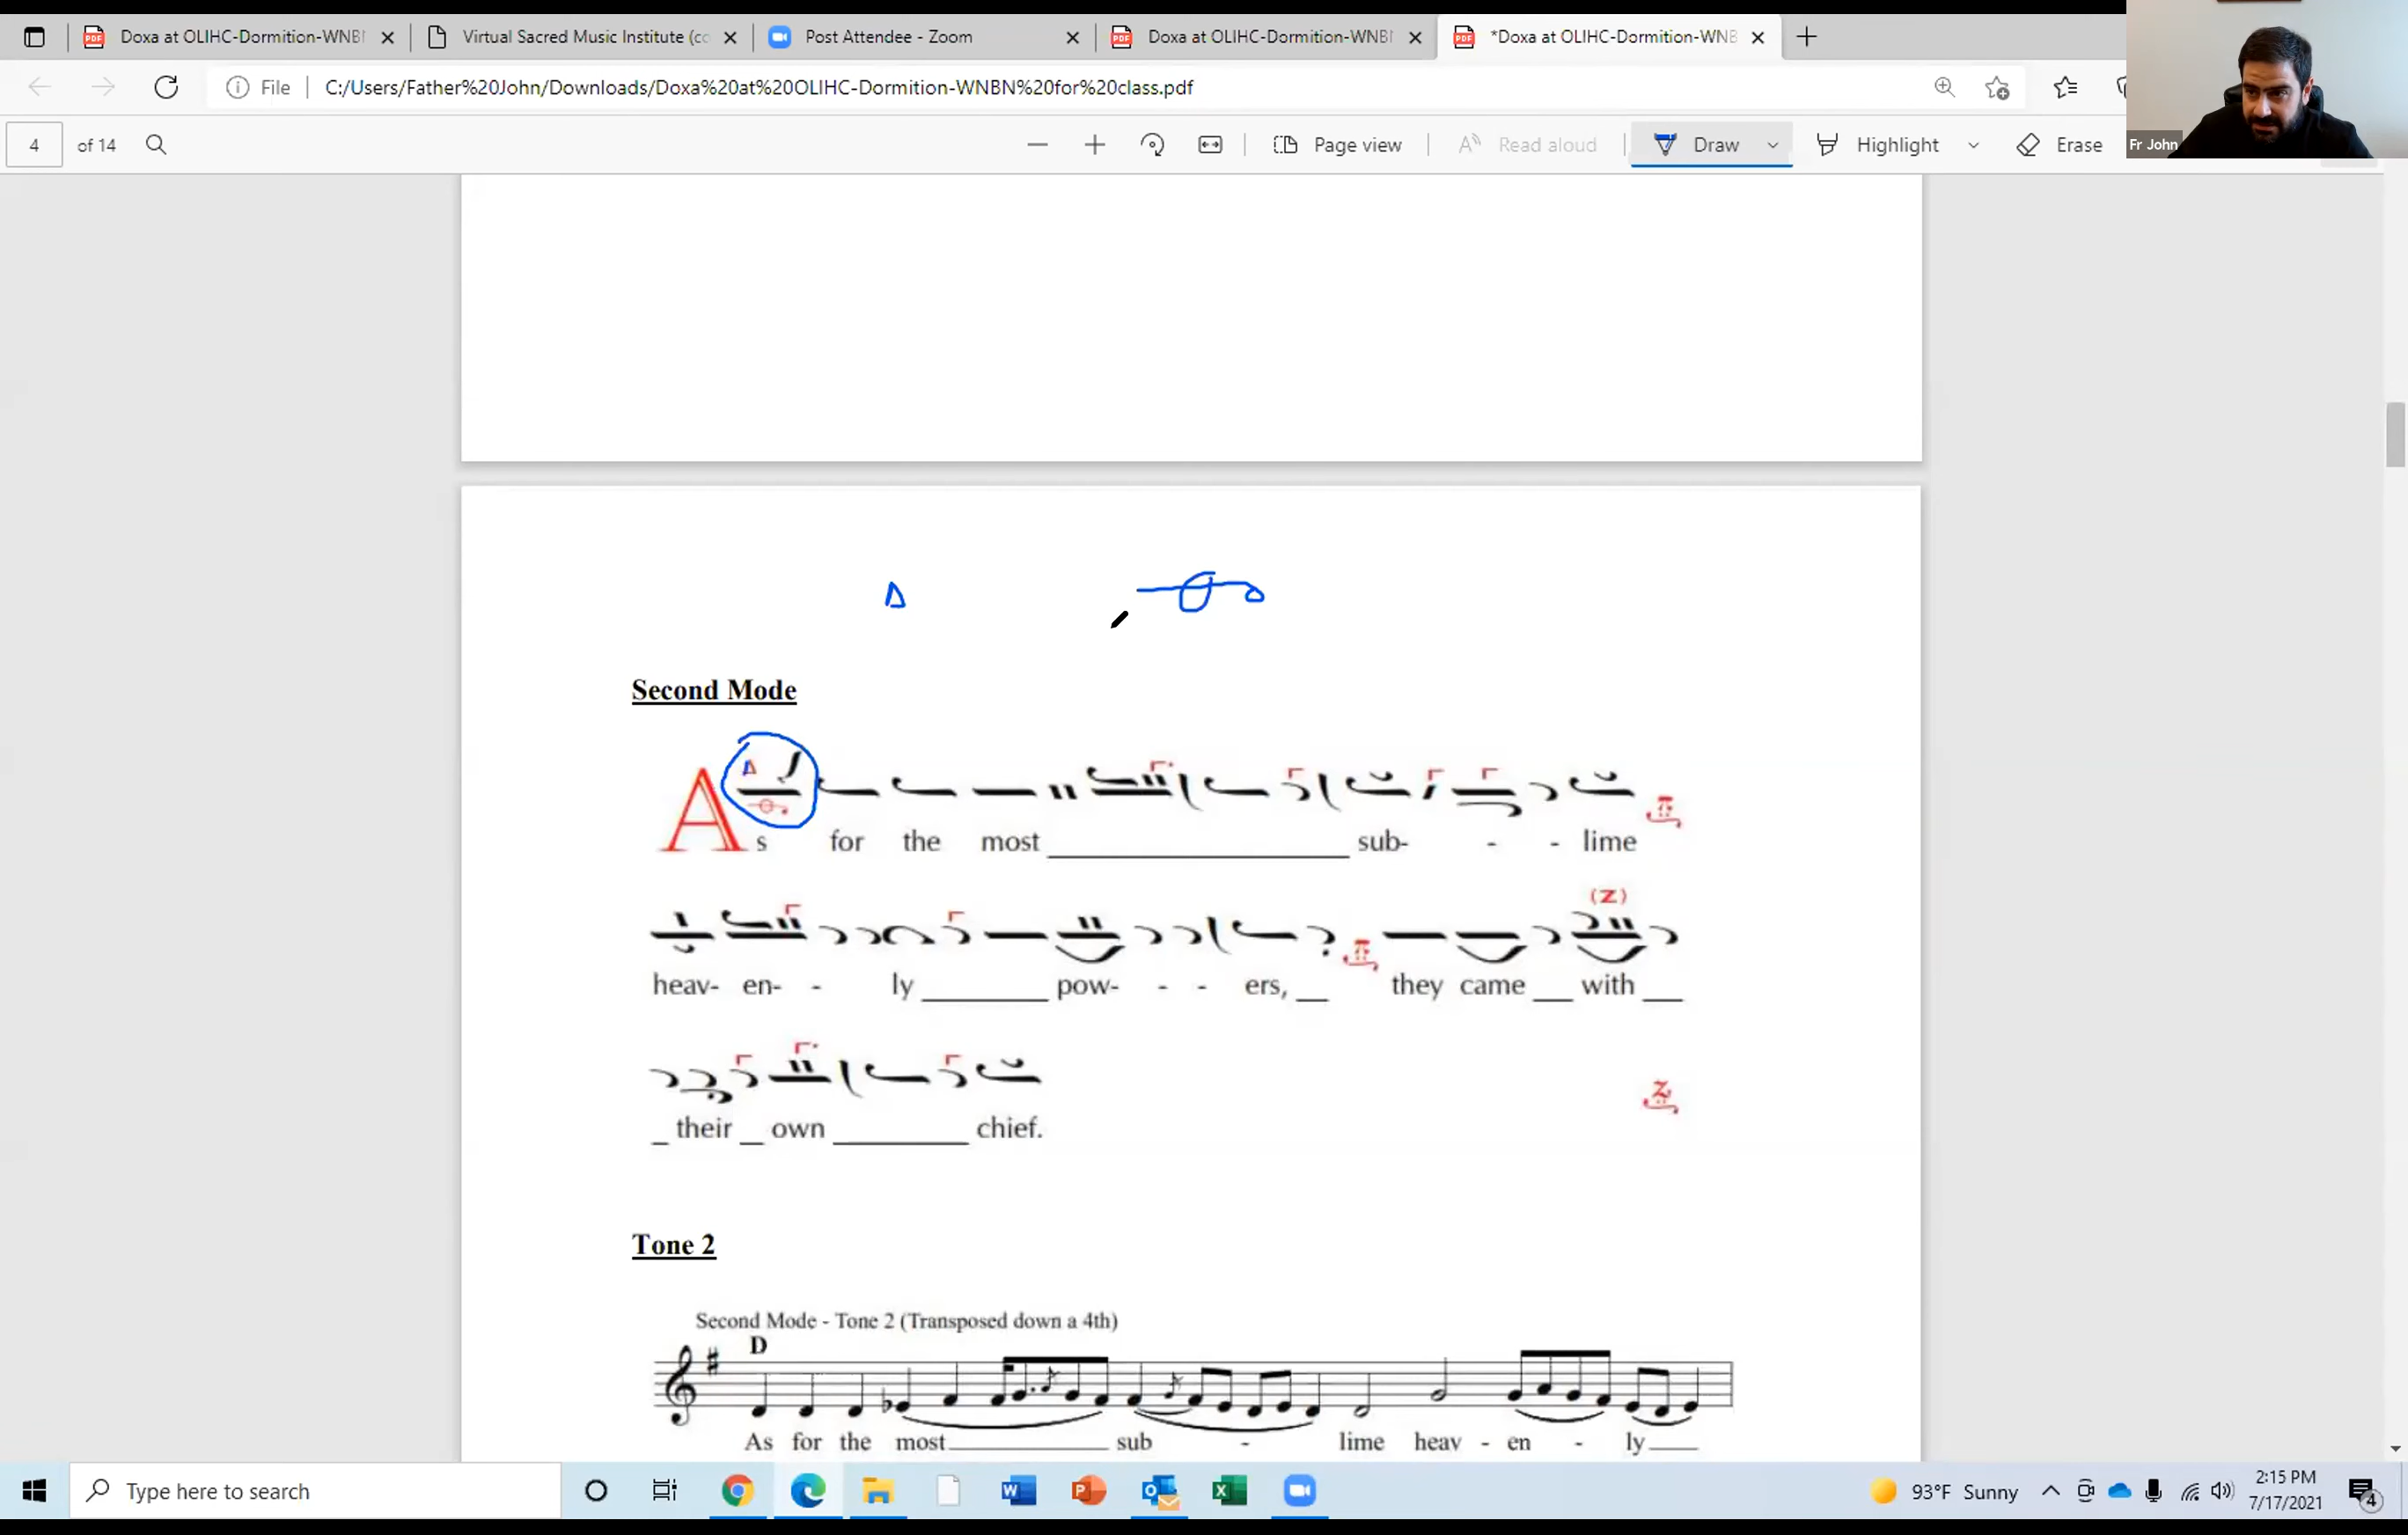 Doxa at OLIHC-Dormition-WNB
Virtual Sacred Music Institute (co
Post Attendee - Zoom
Doxa at OLIHC-Dormition-WNB
*Doxa at OLIHC-Dormition-WNB
File
C:/Users/Father%20John/Downloads/Doxa%20at%20OLIHC-Dormition-WNBN%20for%20class.pdf
4 of 14
Page view
Read aloud
Draw
Highlight
Erase
Fr John
Δ
Second Mode
As for the most sub- - - lime
(Z)
heav- en- - ly pow- - - ers, they came with
their own chief.
Tone 2
Second Mode - Tone 2 (Transposed down a 4th)
D
As for the most sub - lime heav - en - ly
Type here to search
93°F Sunny
2:15 PM
7/17/2021
4